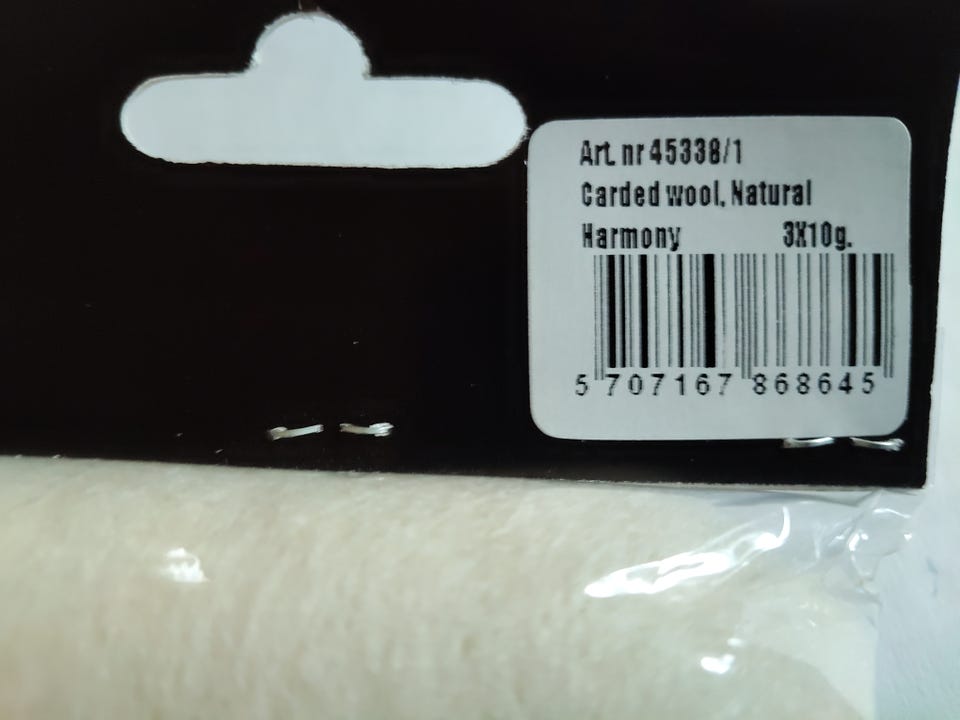 Art. nr 45338/1
Carded wool, Natural
Harmony 3X10g.
5 707167 868645